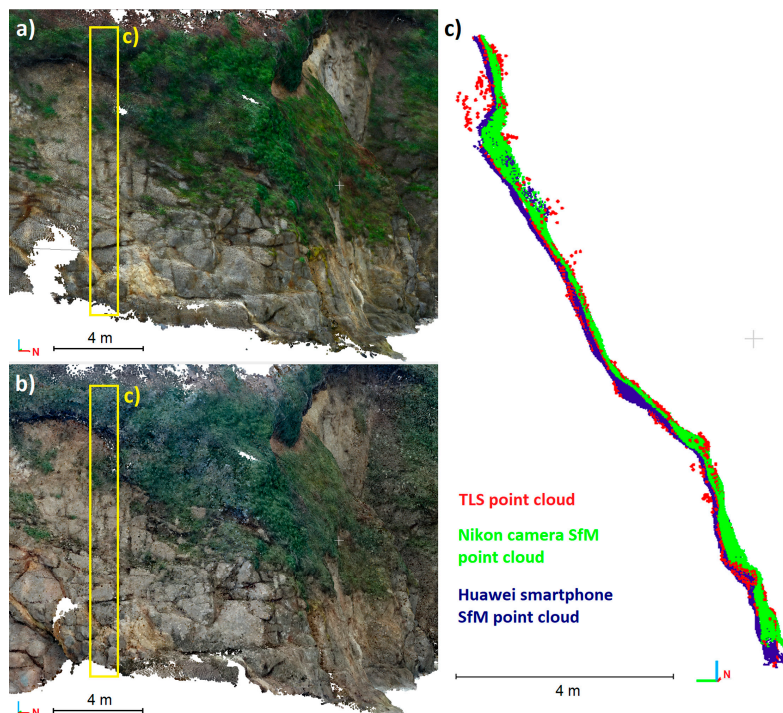 a)
c)
4 m
N
b)
c)
4 m
N
c)
TLS point cloud
Nikon camera SfM
point cloud
Huawei smartphone
SfM point cloud
4 m
N